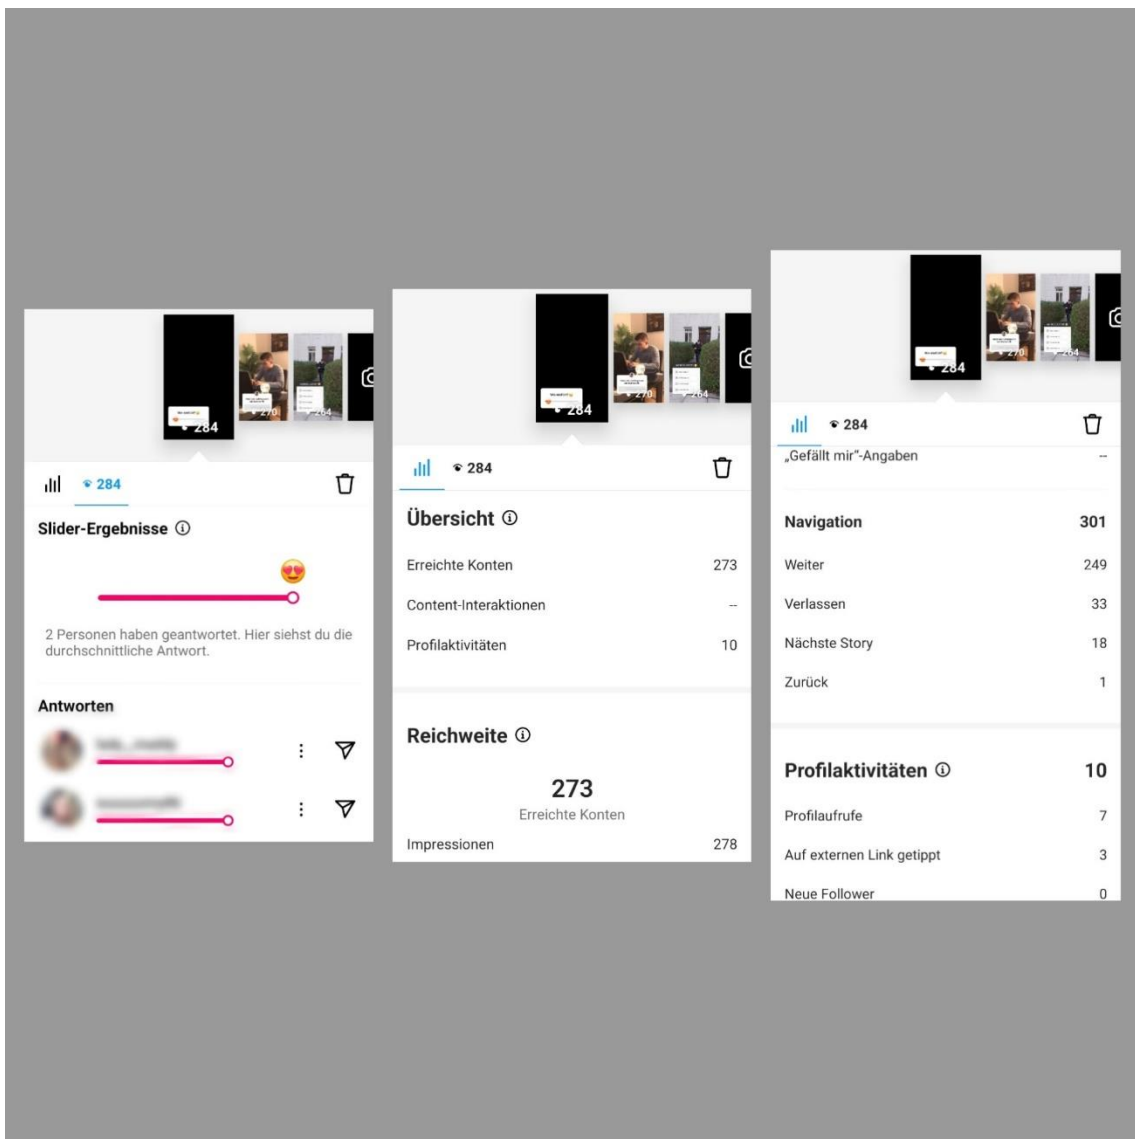 284
270
264
284
Slider-Ergebnisse
2 Personen haben geantwortet. Hier siehst du die
durchschnittliche Antwort.
Antworten
284
270
264
284
Übersicht
Erreichte Konten 273
Content-Interaktionen --
Profilaktivitäten 10
Reichweite
273
Erreichte Konten
Impressionen 278
284
270
264
284
„Gefällt mir"-Angaben --
Navigation 301
Weiter 249
Verlassen 33
Nächste Story 18
Zurück 1
Profilaktivitäten 10
Profilaufrufe 7
Auf externen Link getippt 3
Neue Follower 0